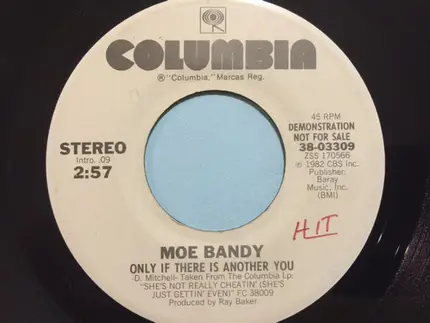 COLUMBIA
® "Columbia," Marcas Reg.
STEREO
Intro. :09
2:57
45 RPM
DEMONSTRATION
NOT FOR SALE
38-03309
ZSS 170566
℗ 1982 CBS Inc.
Publisher:
Baray
Music, Inc.
(BMI)
HIT
MOE BANDY
ONLY IF THERE IS ANOTHER YOU
-D. Mitchell- Taken From The Columbia Lp:
"SHE'S NOT REALLY CHEATIN' (SHE'S
JUST GETTIN' EVEN)" FC 38009
Produced by Ray Baker